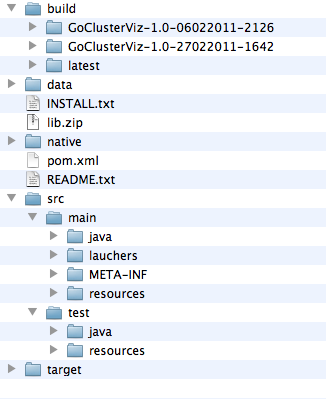 build
GoClusterViz-1.0-06022011-2126
GoClusterViz-1.0-27022011-1642
latest
data
INSTALL.txt
lib.zip
native
pom.xml
README.txt
src
main
java
lauchers
META-INF
resources
test
java
resources
target